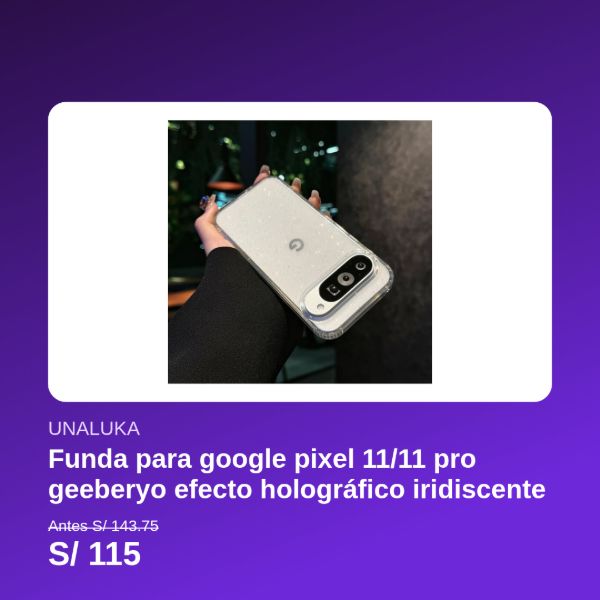 UNALUKA
Funda para google pixel 11/11 pro
geeberyo efecto holográfico iridiscente
Antes S/ 143.75
S/ 115